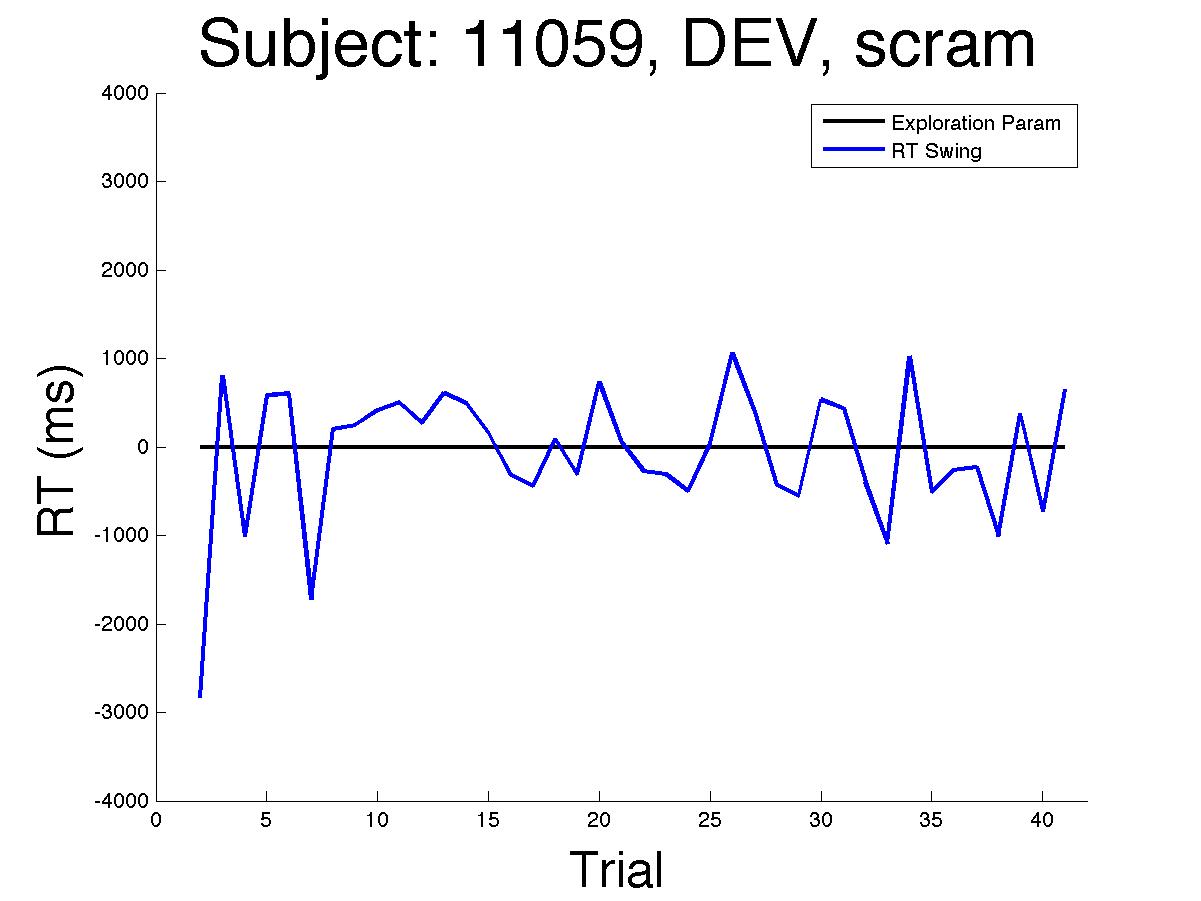 Subject: 11059, DEV, scram
4000
3000
2000
1000
0
-1000
-2000
-3000
-4000
RT (ms)
Exploration Param
RT Swing
0 5 10 15 20 25 30 35 40
Trial